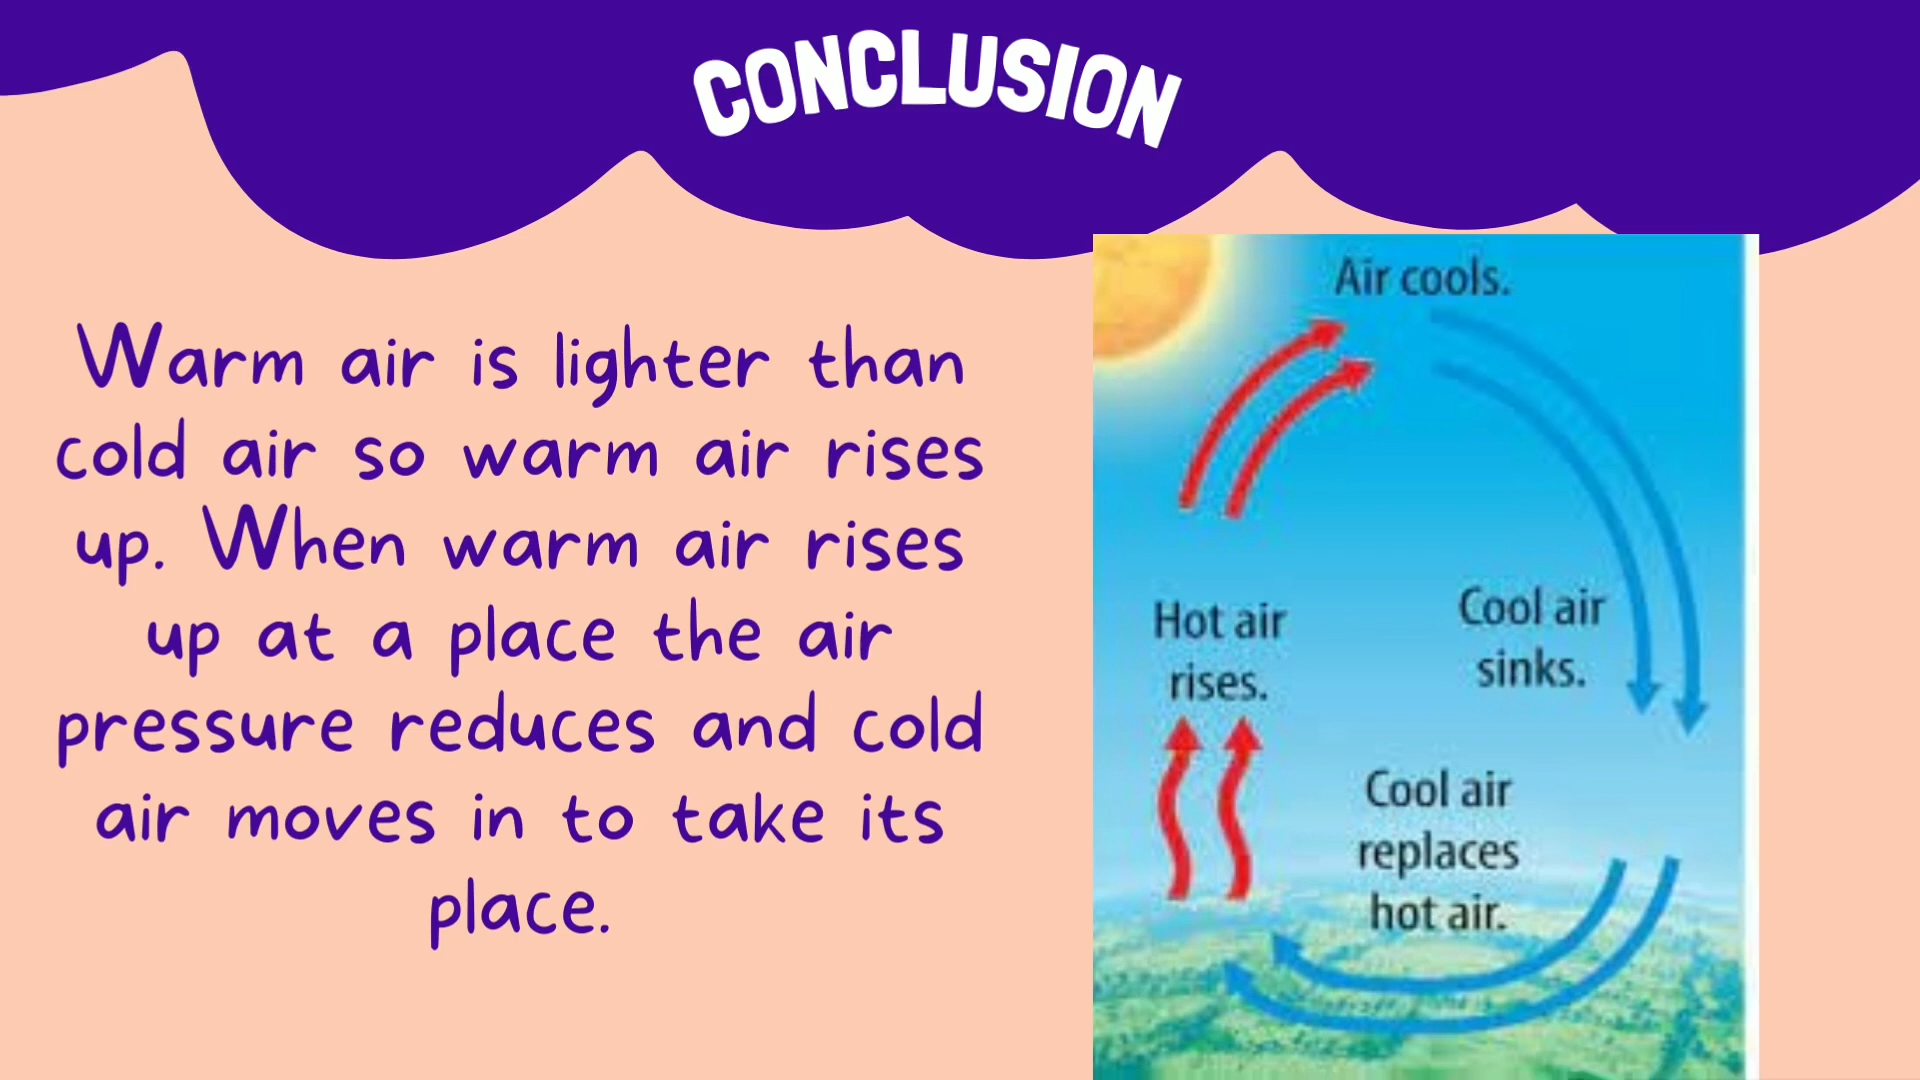 CONCLUSION
Warm air is lighter than
cold air so warm air rises
up. When warm air rises
up at a place the air
pressure reduces and cold
air moves in to take its
place.
Air cools.
Hot air
rises.
Cool air
sinks.
Cool air
replaces
hot air.